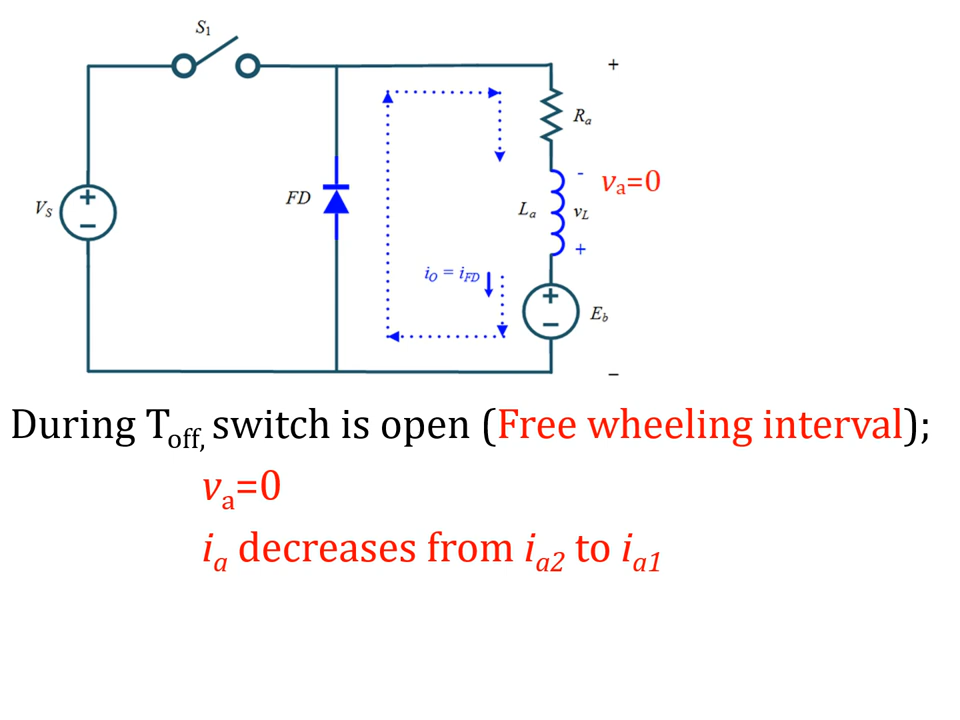 S1
+
Ra
-
va=0
FD
VS
+
−
La
vL
+
iO = iFD
+
−
Eb
−
During Toff, switch is open (Free wheeling interval);
va=0
ia decreases from ia2 to ia1